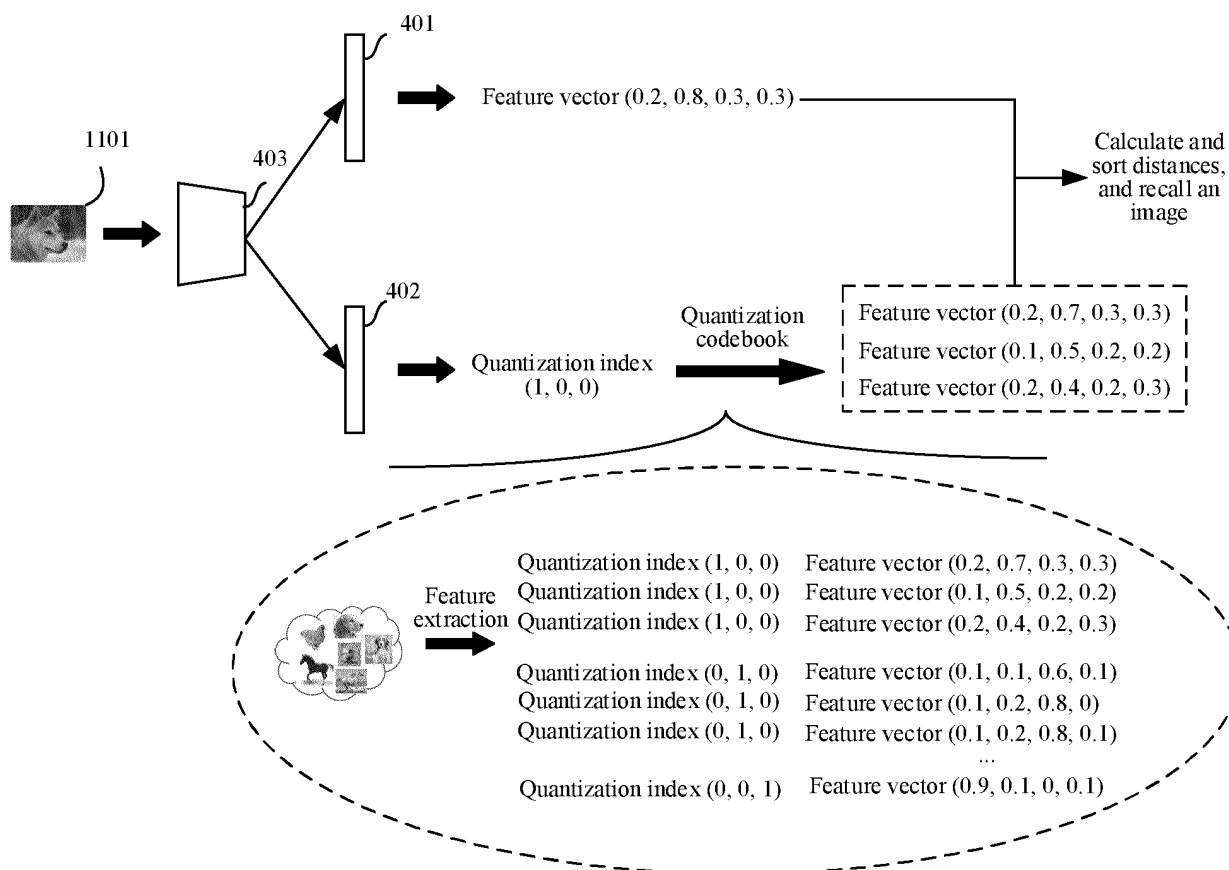 401
Feature vector (0.2, 0.8, 0.3, 0.3)
1101
403
Calculate and
sort distances,
and recall an
image
402
Quantization index
(1, 0, 0)
Quantization
codebook
Feature vector (0.2, 0.7, 0.3, 0.3)
Feature vector (0.1, 0.5, 0.2, 0.2)
Feature vector (0.2, 0.4, 0.2, 0.3)
Feature
extraction
Quantization index (1, 0, 0) Feature vector (0.2, 0.7, 0.3, 0.3)
Quantization index (1, 0, 0) Feature vector (0.1, 0.5, 0.2, 0.2)
Quantization index (1, 0, 0) Feature vector (0.2, 0.4, 0.2, 0.3)
Quantization index (0, 1, 0) Feature vector (0.1, 0.1, 0.6, 0.1)
Quantization index (0, 1, 0) Feature vector (0.1, 0.2, 0.8, 0)
Quantization index (0, 1, 0) Feature vector (0.1, 0.2, 0.8, 0.1)
...
Quantization index (0, 0, 1) Feature vector (0.9, 0.1, 0, 0.1)